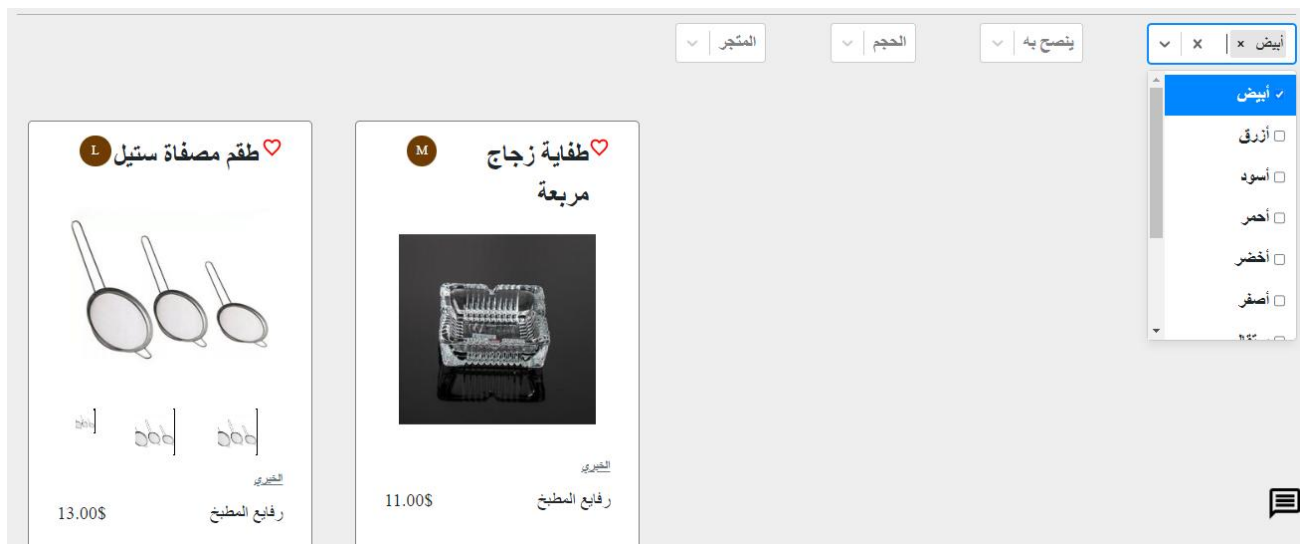 أبيض ×
ينصح به
الحجم
المتجر
أبيض
أزرق
أسود
أحمر
أخضر
أصفر
طفاية زجاج
مربعة
M
الخيري
رفايع المطبخ
11.00$
طقم مصفاة ستيل
L
الخيري
رفايع المطبخ
13.00$